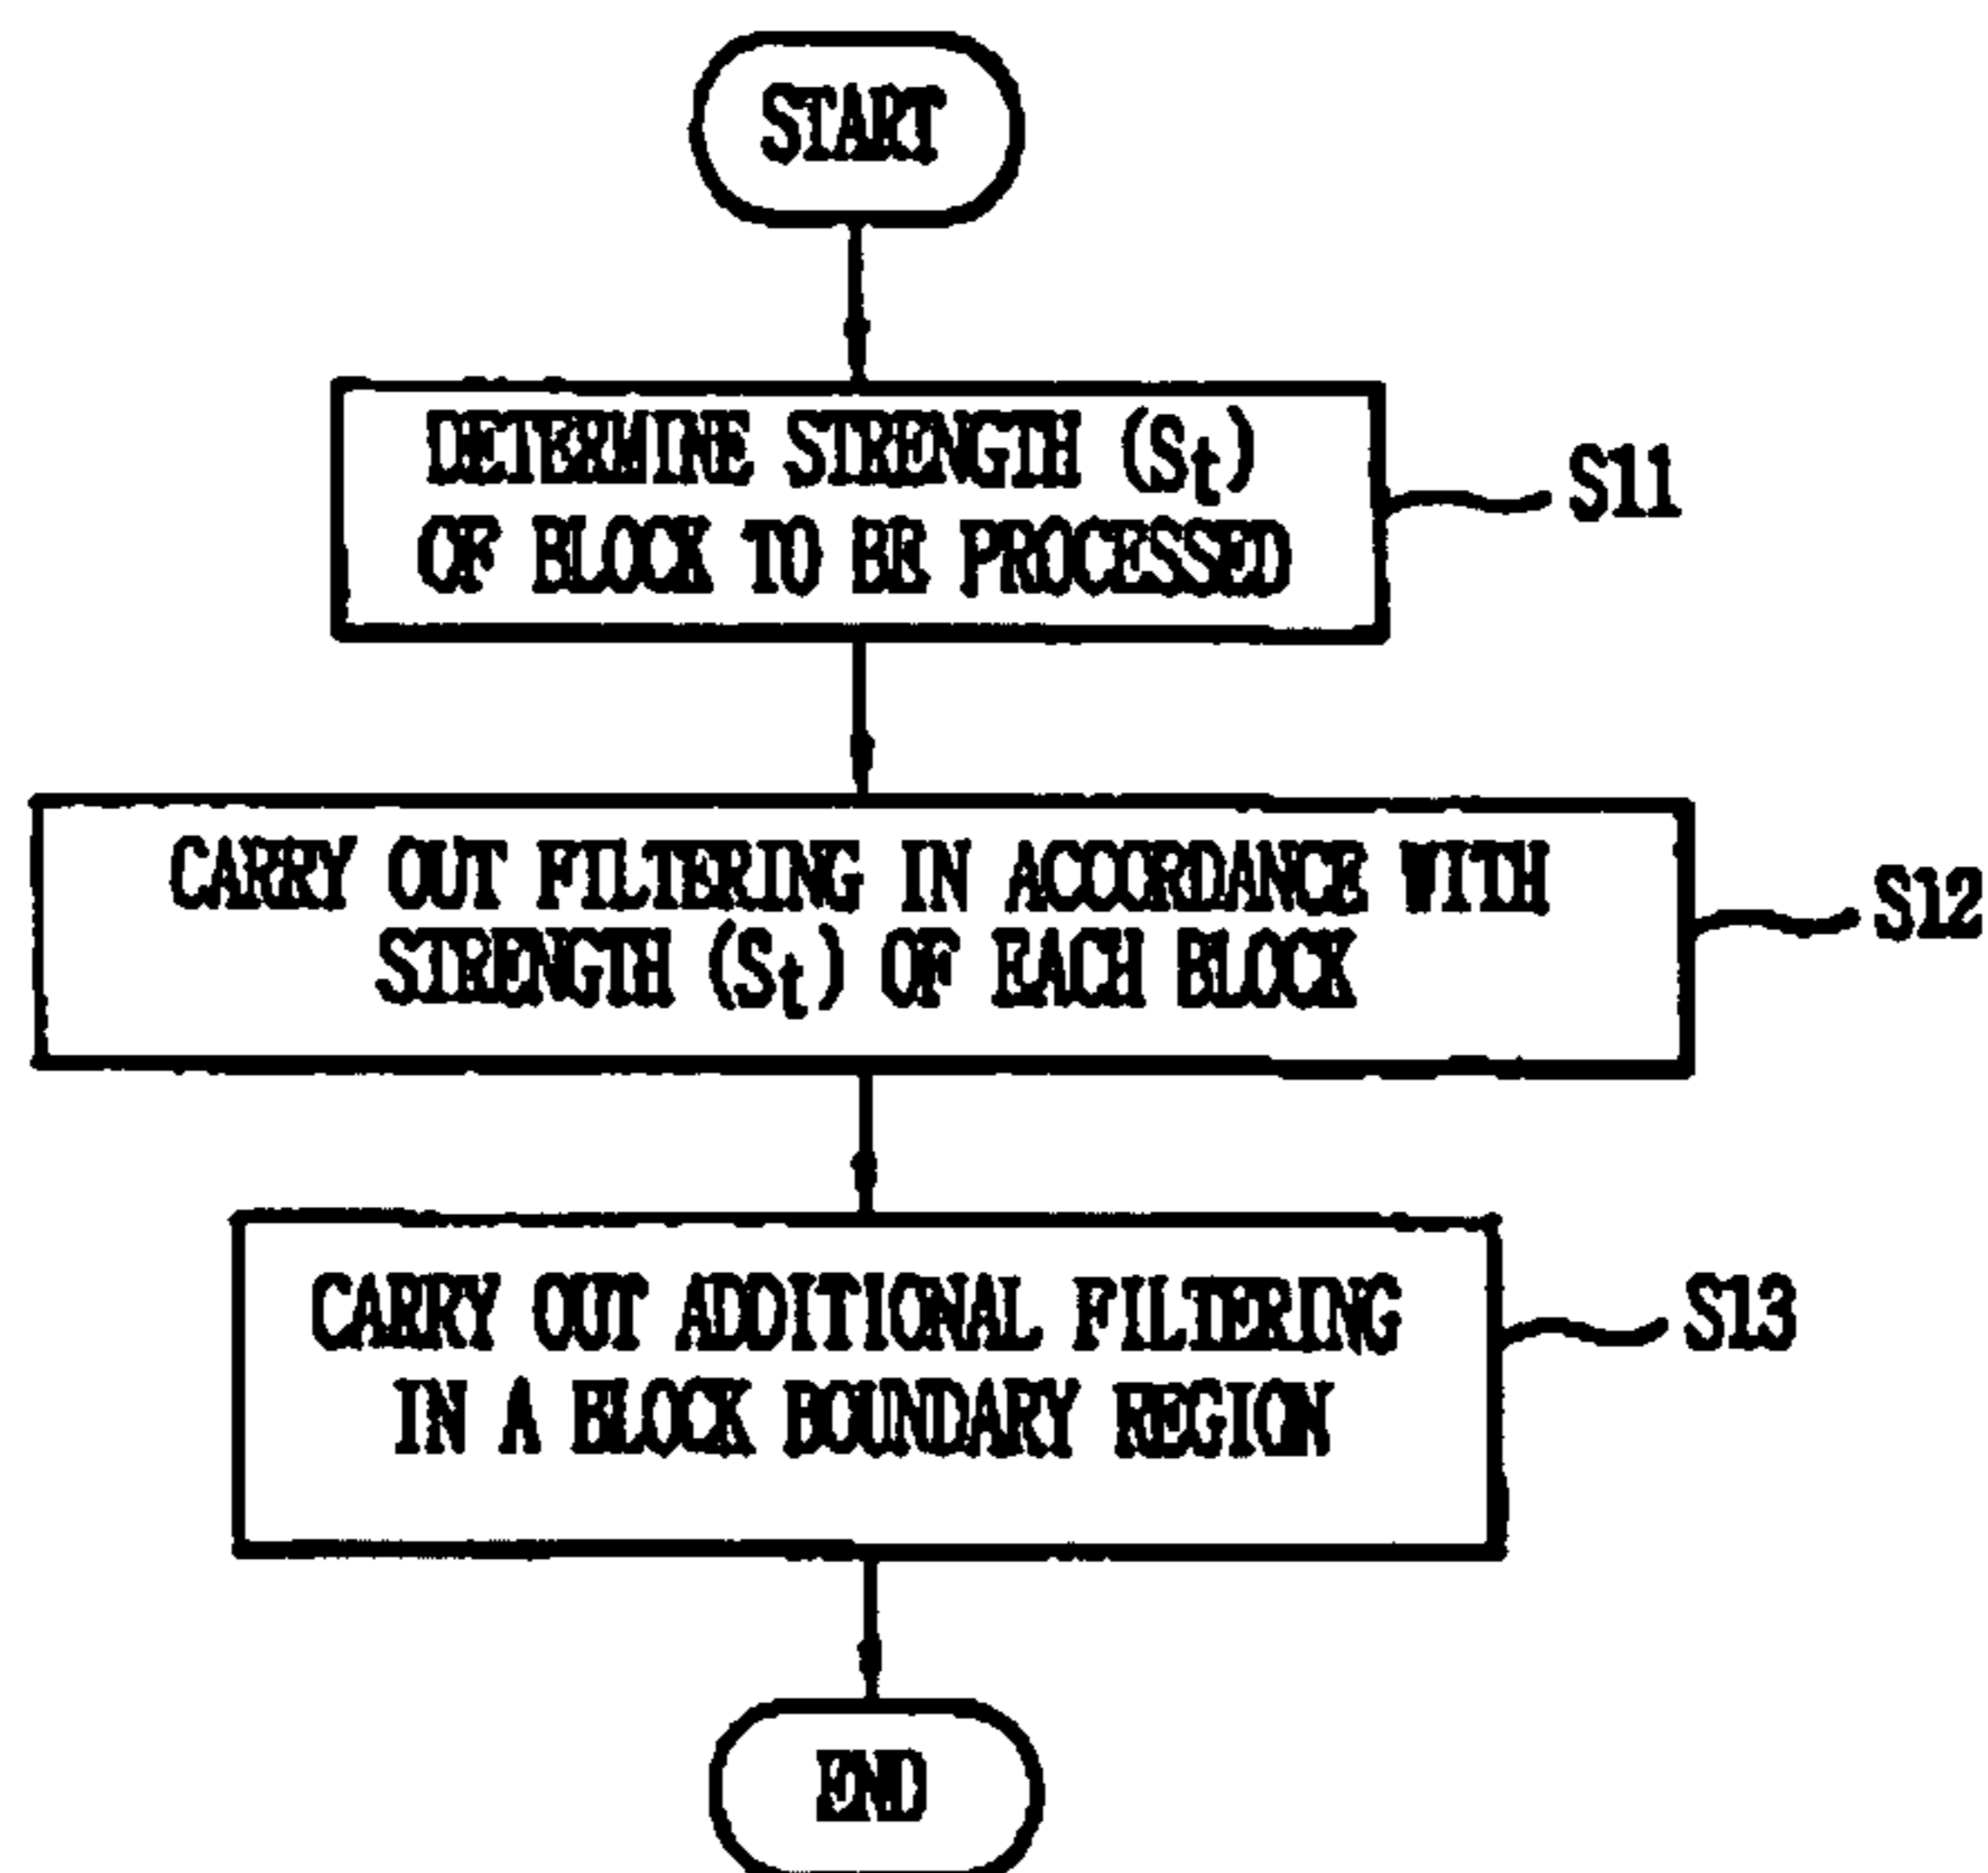 START
DETERMINE STRENGTH (St)
OF BLOCK TO BE PROCESSED
S11
CARRY OUT FILTERING IN ACCORDANCE WITH
STRENGTH (St) OF EACH BLOCK
S12
CARRY OUT ADDITIONAL FILTERING
IN A BLOCK BOUNDARY REGION
S13
END